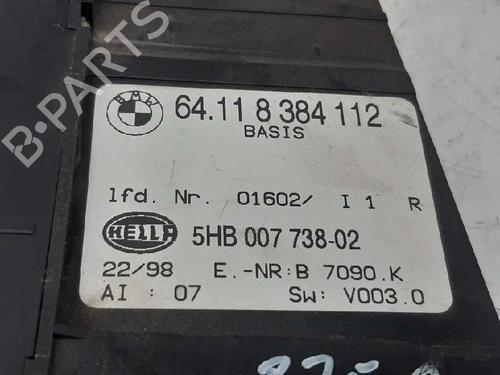 B-PARTS
BMW
64.11 8 384 112
BASIS
lfd. Nr. 01602/ I 1 R
HELLA 5HB 007 738-02
22/98 E.-NR:B 7090.K
AI : 07 SW: V003.0